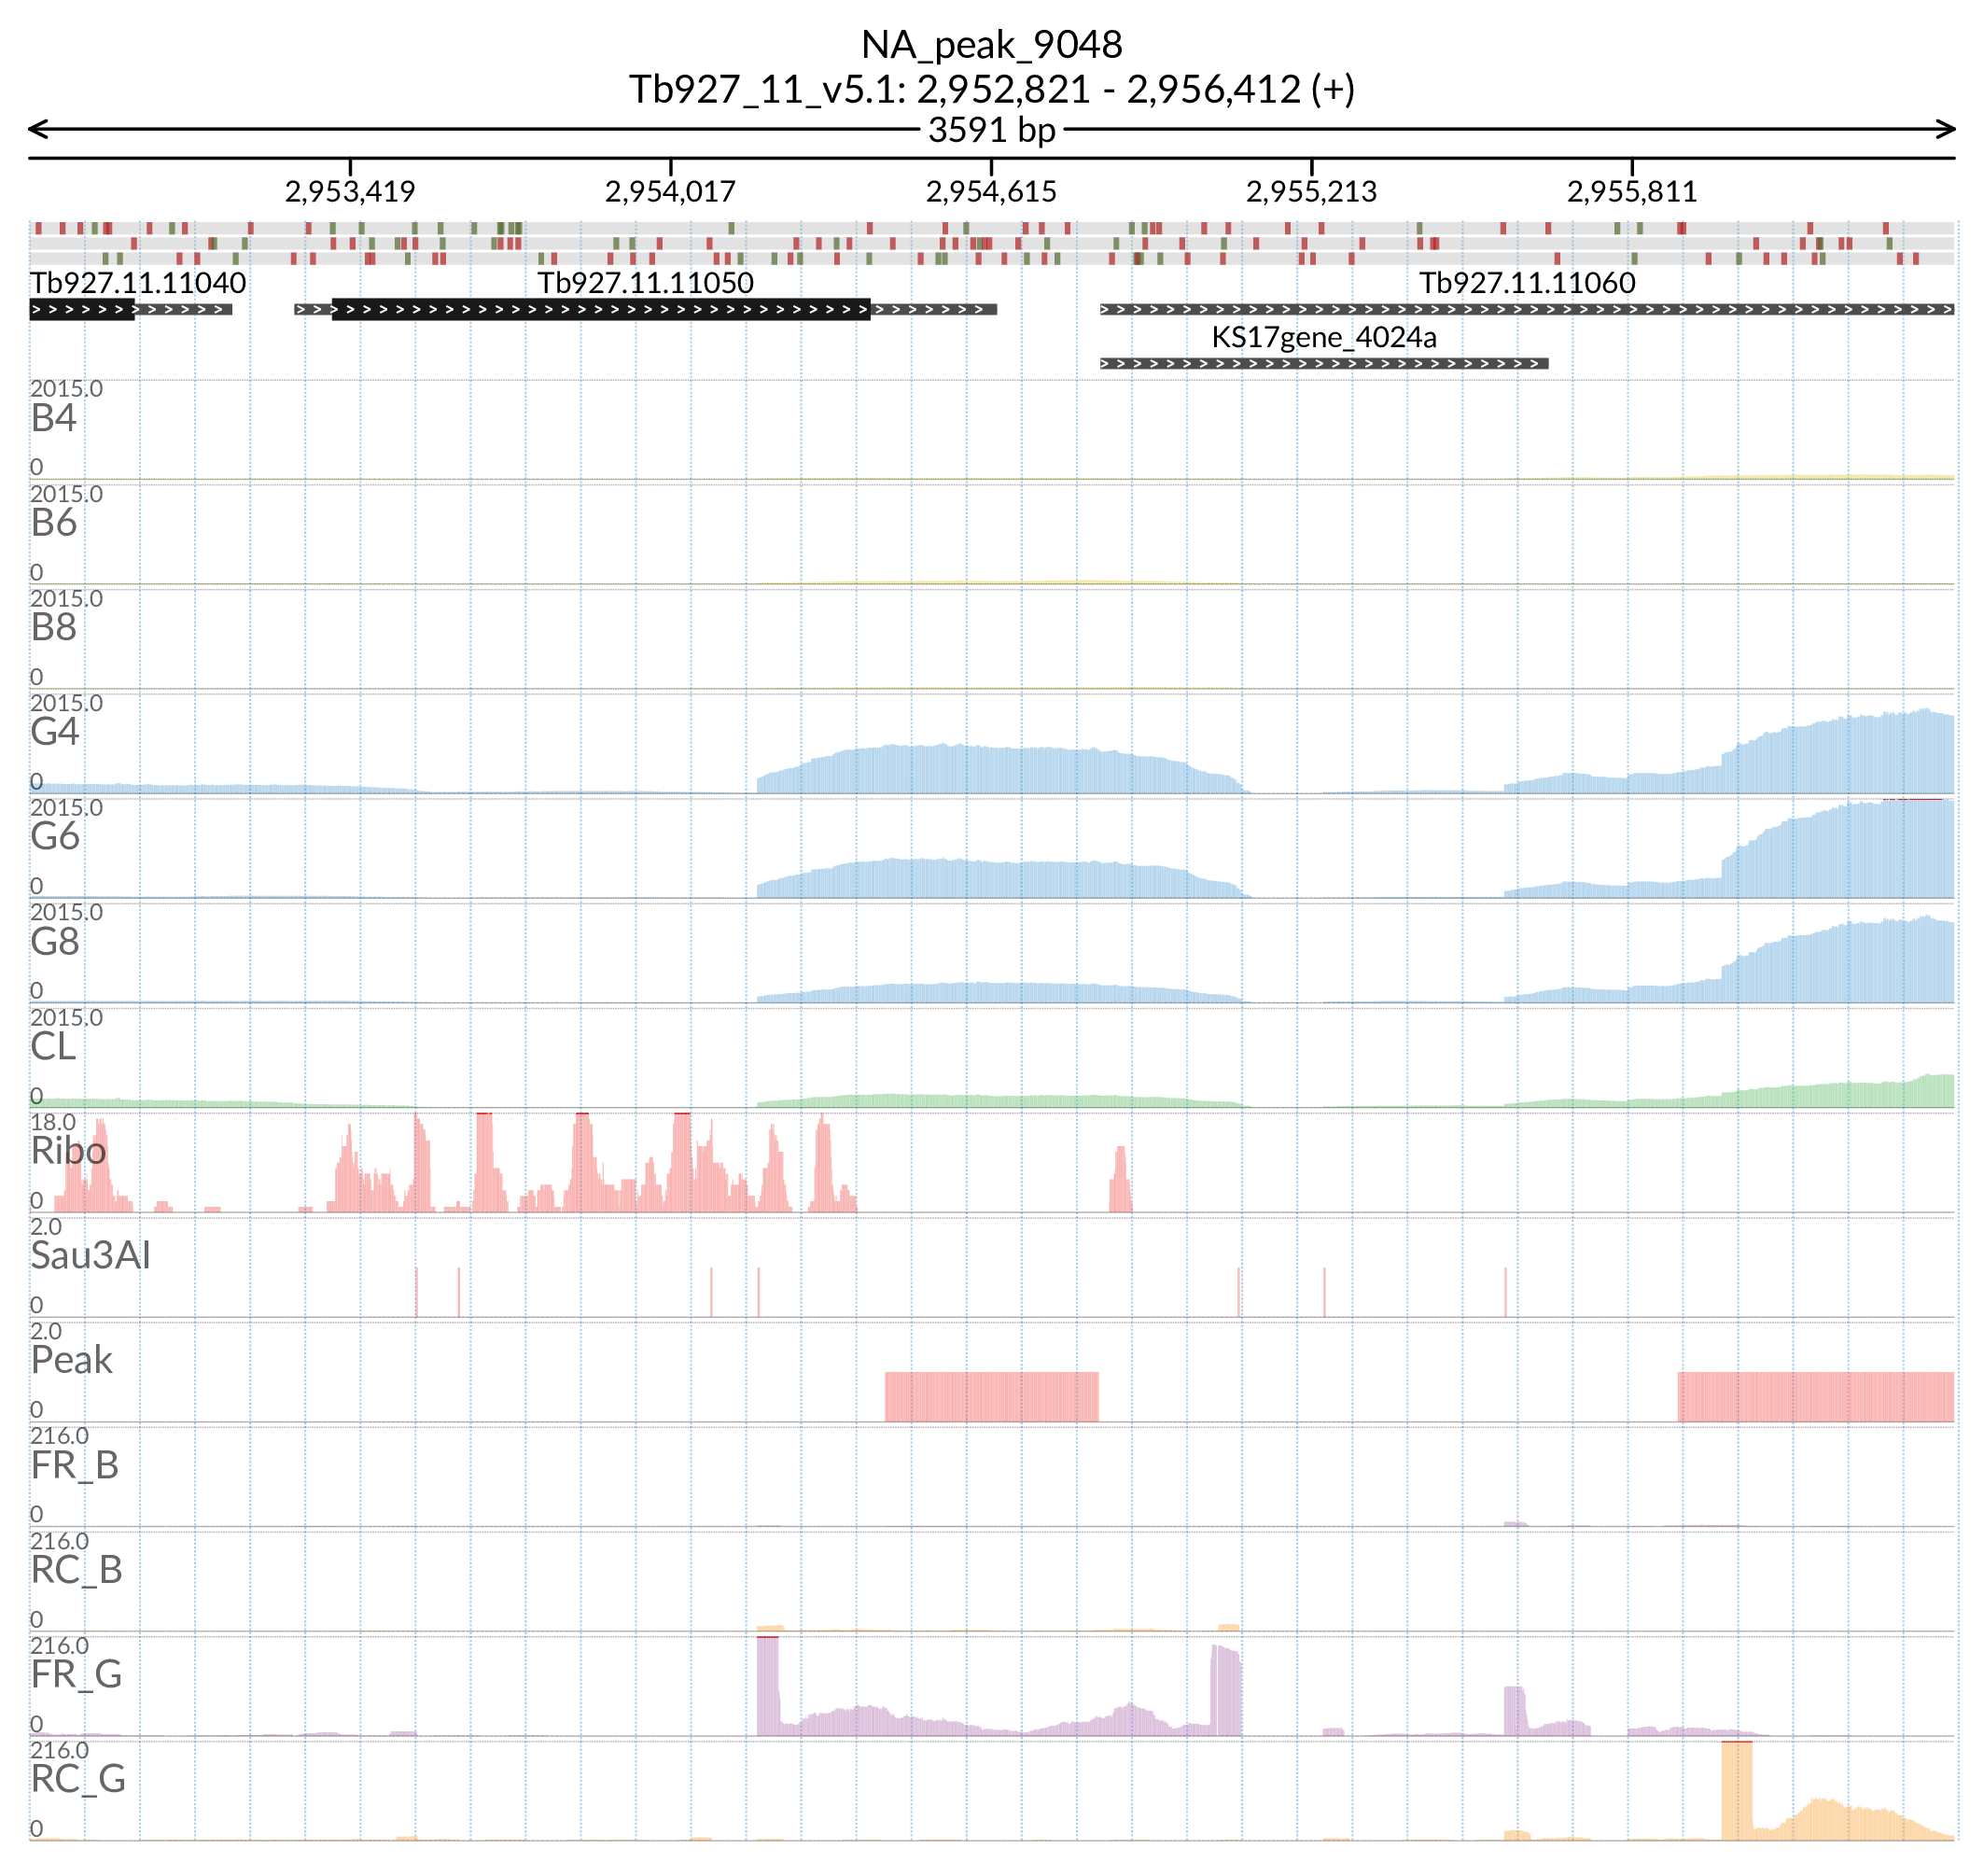 NA_peak_9048
Tb927_11_v5.1: 2,952,821 - 2,956,412 (+)
3591 bp
2,953,419 2,954,017 2,954,615 2,955,213 2,955,811
Tb927.11.11040 Tb927.11.11050 Tb927.11.11060
KS17gene_4024a
2015.0
B4
0
2015.0
B6
0
2015.0
B8
0
2015.0
G4
0
2015.0
G6
0
2015.0
G8
0
2015.0
CL
0
18.0
Ribo
0
2.0
Sau3AI
0
2.0
Peak
0
216.0
FR_B
0
216.0
RC_B
0
216.0
FR_G
0
216.0
RC_G
0